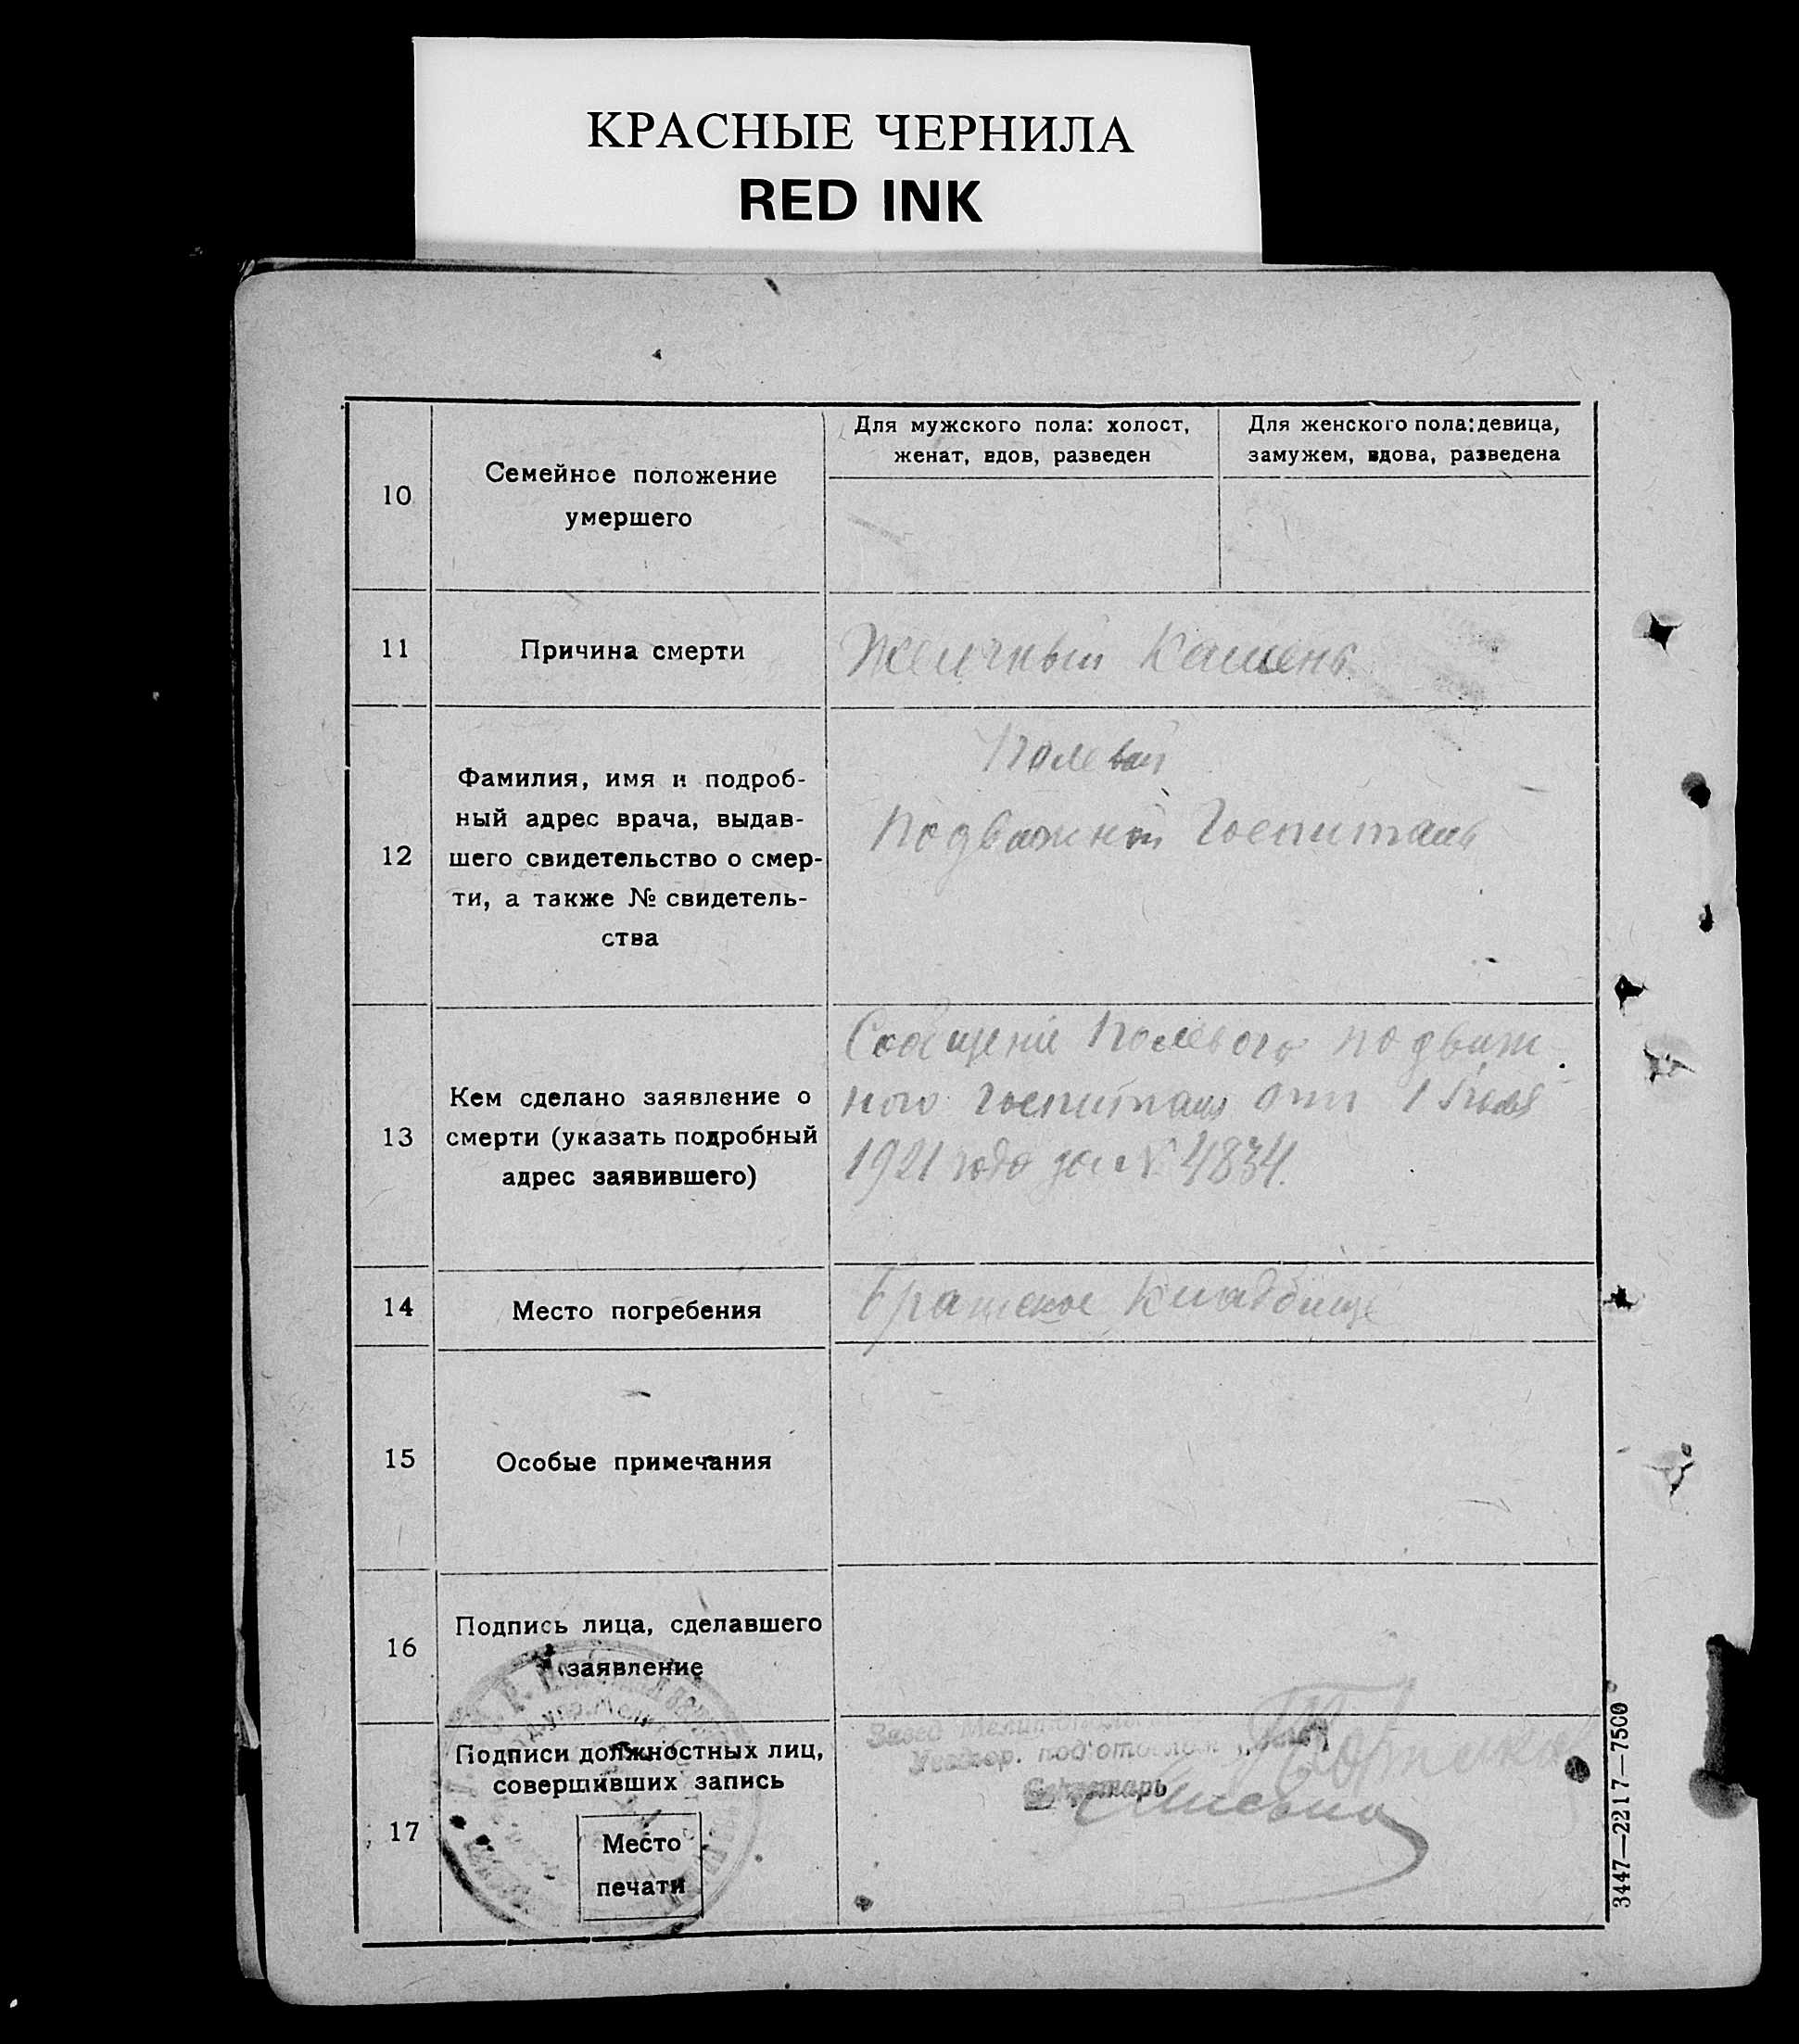 КРАСНЫЕ ЧЕРНИЛА
RED INK
10
Семейное положение
умершего
Для мужского пола: холост,
женат, вдов, разведен
Для женского пола: девица,
замужем, вдова, разведена
11
Причина смерти
Желчный Камень
12
Фамилия, имя и подроб-
ный адрес врача, выдав-
шего свидетельство о смер-
ти, а также № свидетель-
ства
Полевой
Подвижной Госпиталь
13
Кем сделано заявление о
смерти (указать подробный
адрес заявившего)
Сообщение Полевого подвиж
ного госпиталя от 1 Июля
1921 года за № 4834.
14
Место погребения
Братское Кладбище
15
Особые примечания
16
Подпись лица, сделавшего
заявление
17
Подписи должностных лиц,
совершивших запись
Место
печати
Завед. Мелитопольским
под'отделом
Секретарь
3447—2217—7500